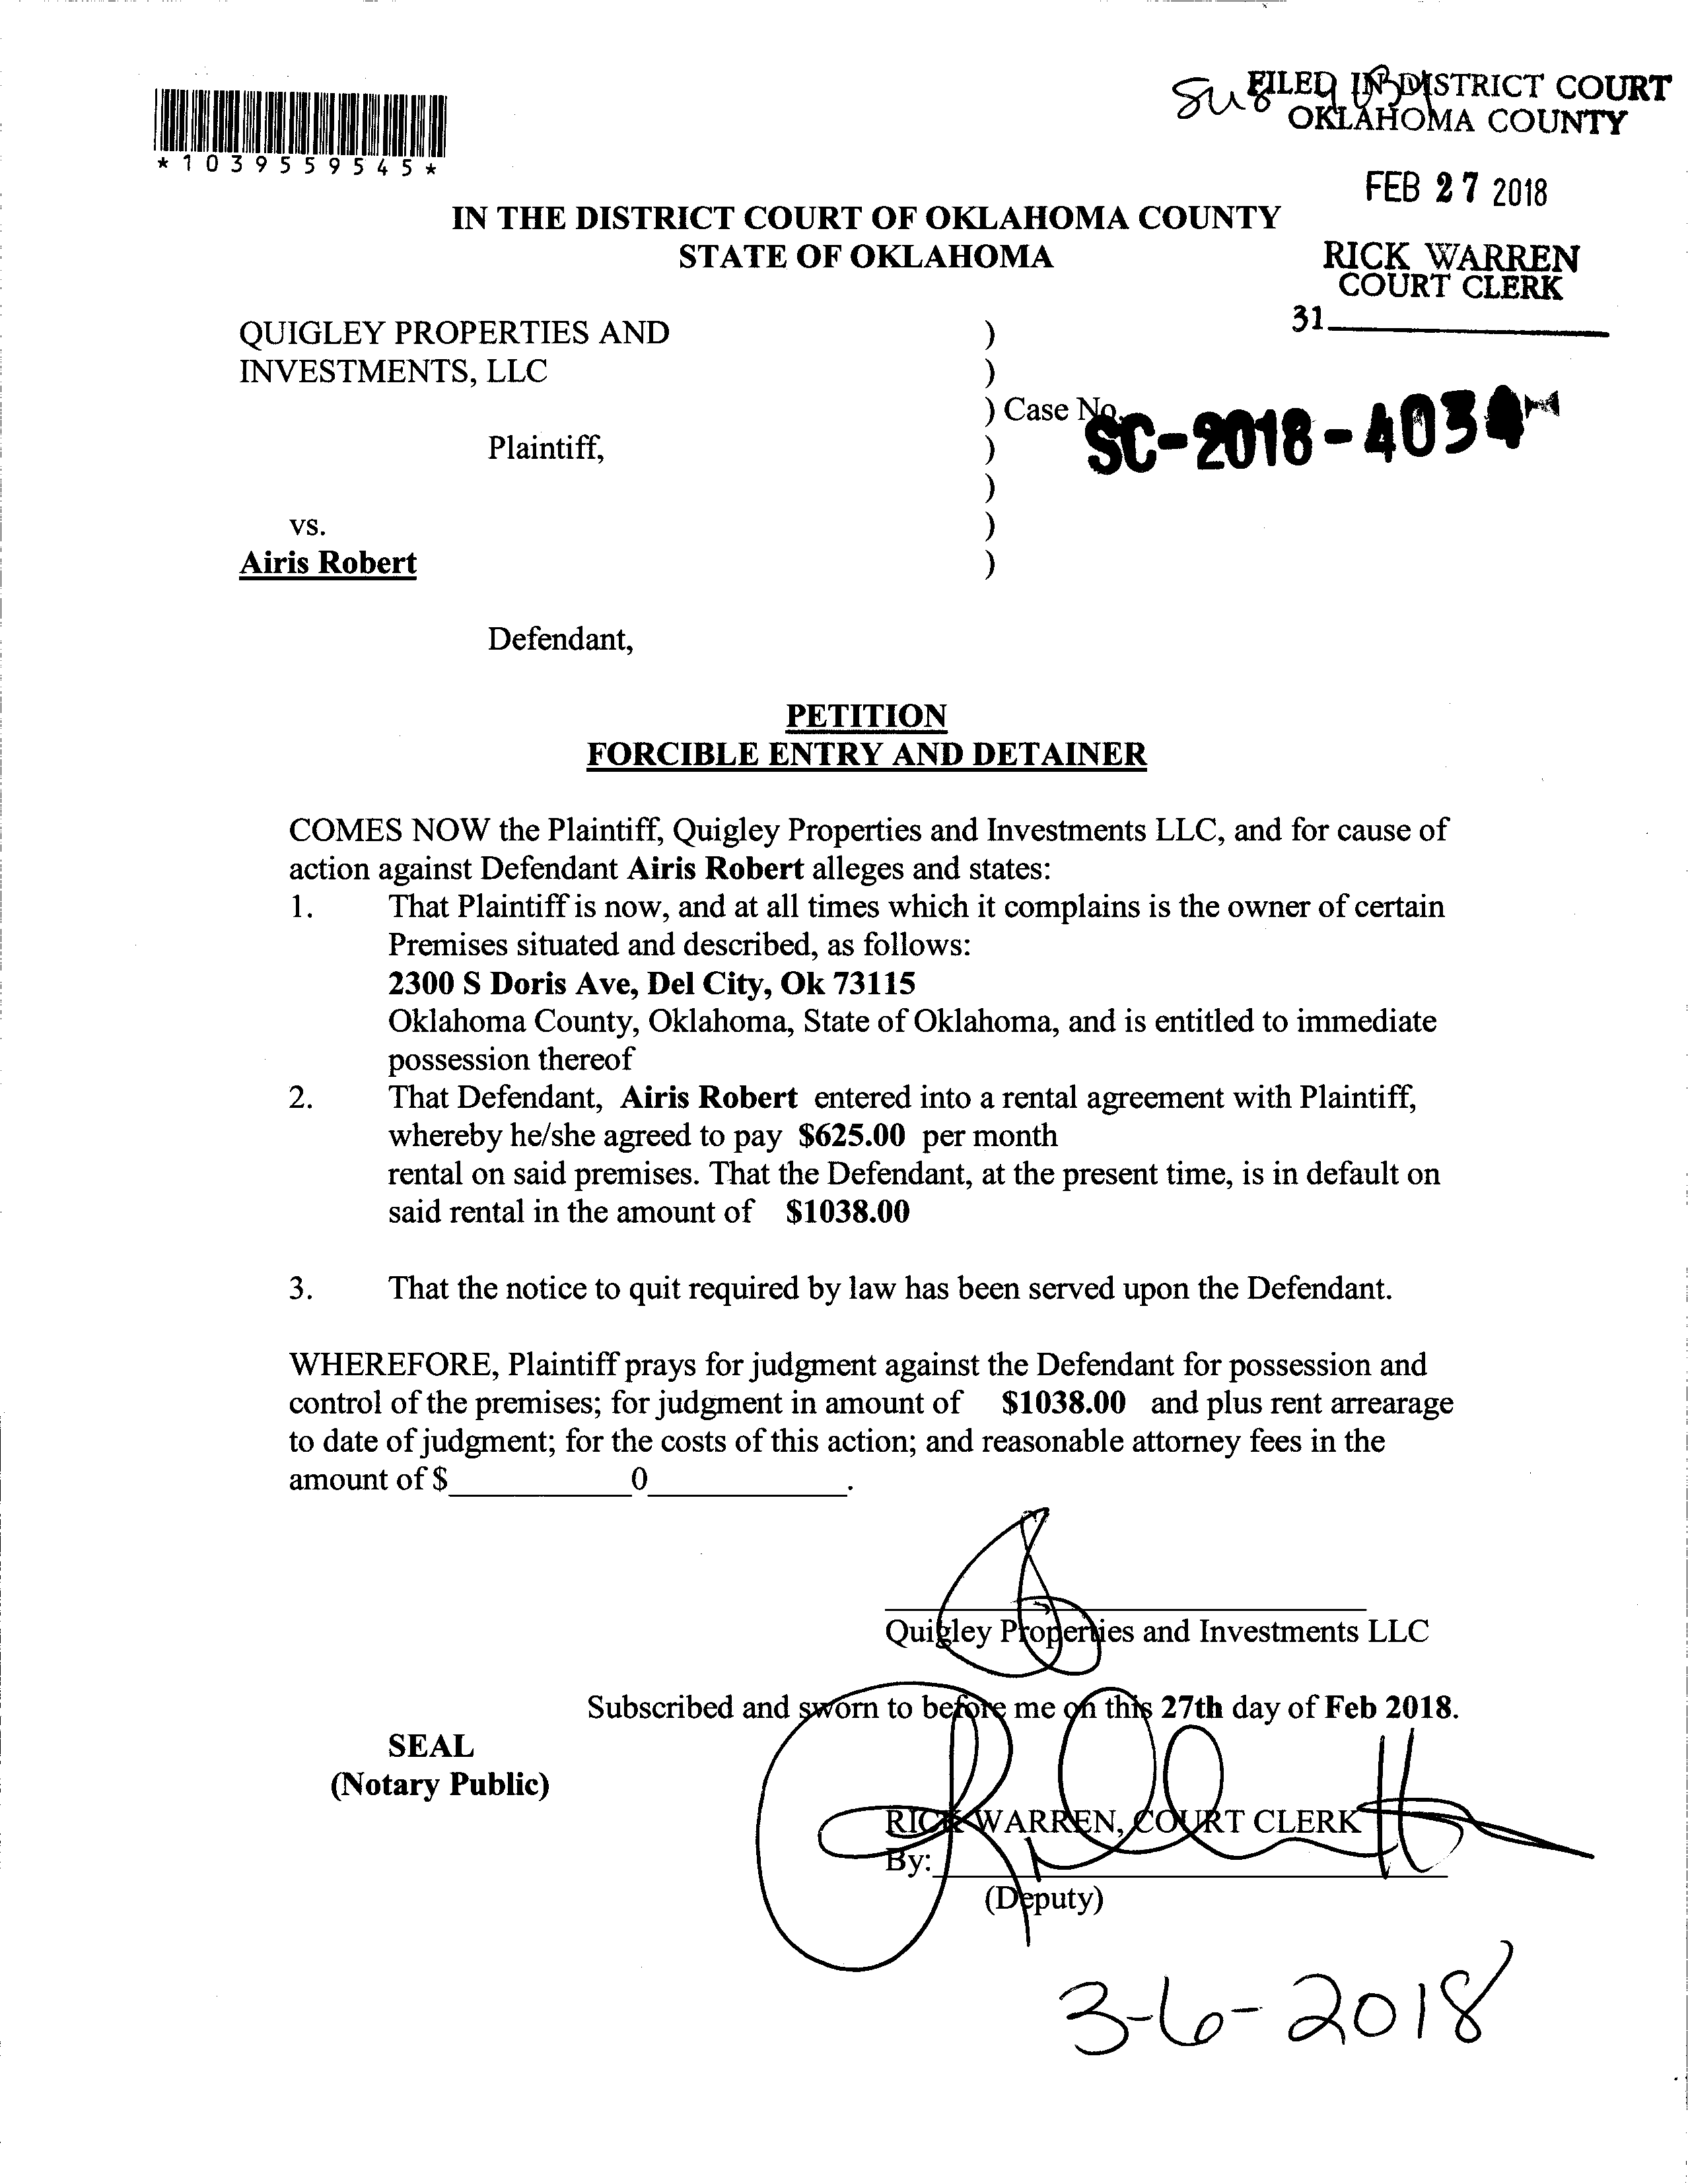 FILED IN DISTRICT COURT
OKLAHOMA COUNTY
*1039559545*
FEB 27 2018
IN THE DISTRICT COURT OF OKLAHOMA COUNTY
STATE OF OKLAHOMA
RICK WARREN
COURT CLERK
31
QUIGLEY PROPERTIES AND )
INVESTMENTS, LLC )
) Case No.
SC-2018-4034
Plaintiff, )
)
vs. )
Airis Robert )
Defendant,
PETITION
FORCIBLE ENTRY AND DETAINER
COMES NOW the Plaintiff, Quigley Properties and Investments LLC, and for cause of
action against Defendant Airis Robert alleges and states:
1. That Plaintiff is now, and at all times which it complains is the owner of certain
Premises situated and described, as follows:
2300 S Doris Ave, Del City, Ok 73115
Oklahoma County, Oklahoma, State of Oklahoma, and is entitled to immediate
possession thereof
2. That Defendant, Airis Robert entered into a rental agreement with Plaintiff,
whereby he/she agreed to pay $625.00 per month
rental on said premises. That the Defendant, at the present time, is in default on
said rental in the amount of $1038.00
3. That the notice to quit required by law has been served upon the Defendant.
WHEREFORE, Plaintiff prays for judgment against the Defendant for possession and
control of the premises; for judgment in amount of $1038.00 and plus rent arrearage
to date of judgment; for the costs of this action; and reasonable attorney fees in the
amount of $ 0 .
Quigley Properties and Investments LLC
Subscribed and sworn to before me on this 27th day of Feb 2018.
SEAL
(Notary Public)
RICK WARREN, COURT CLERK
By:
(Deputy)
3-6-2018